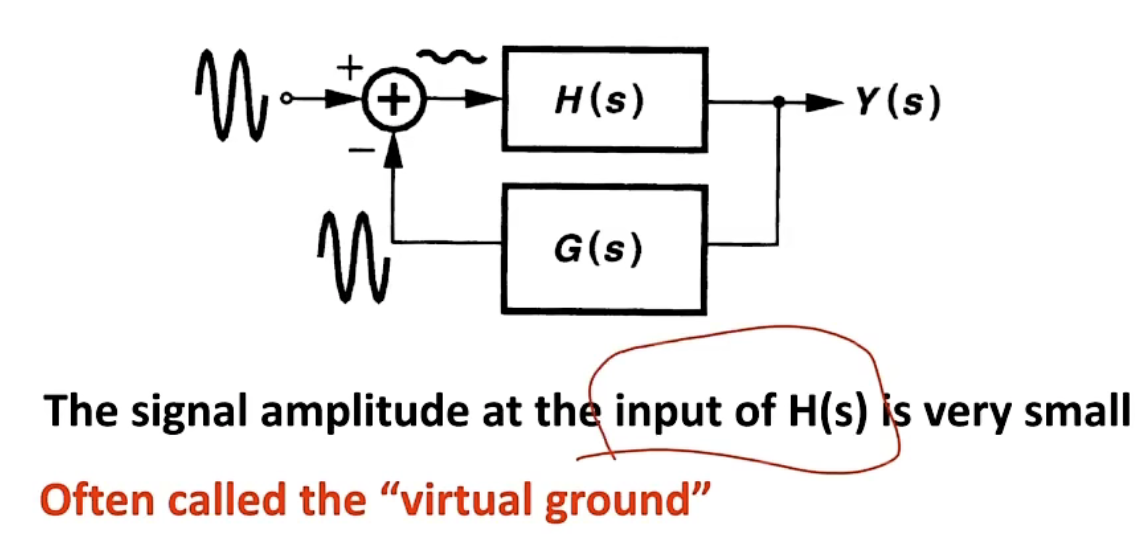 +
+
H(s)
Y(s)
−
G(s)
The signal amplitude at the input of H(s) is very small
Often called the “virtual ground”